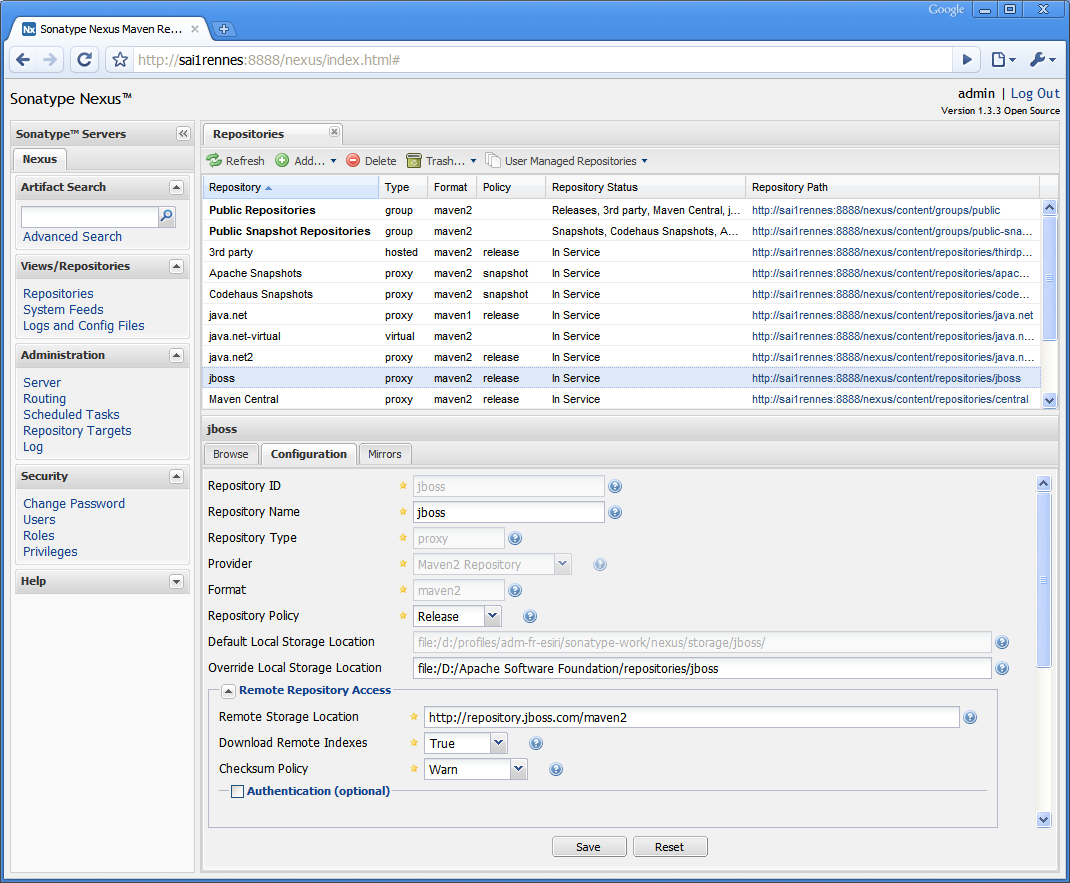 Google
Nx Sonatype Nexus Maven Re...
http://sai1rennes:8888/nexus/index.html#
Sonatype Nexus™
admin | Log Out
Version 1.3.3 Open Source
Sonatype™ Servers
Nexus
Artifact Search
Advanced Search
Views/Repositories
Repositories
System Feeds
Logs and Config Files
Administration
Server
Routing
Scheduled Tasks
Repository Targets
Log
Security
Change Password
Users
Roles
Privileges
Help
Repositories
Refresh Add... Delete Trash... User Managed Repositories
Repository Type Format Policy Repository Status Repository Path
Public Repositories group maven2 Releases, 3rd party, Maven Central, j... http://sai1rennes:8888/nexus/content/groups/public
Public Snapshot Repositories group maven2 Snapshots, Codehaus Snapshots, A... http://sai1rennes:8888/nexus/content/groups/public-sna...
3rd party hosted maven2 release In Service http://sai1rennes:8888/nexus/content/repositories/thirdp...
Apache Snapshots proxy maven2 snapshot In Service http://sai1rennes:8888/nexus/content/repositories/apac...
Codehaus Snapshots proxy maven2 snapshot In Service http://sai1rennes:8888/nexus/content/repositories/code...
java.net proxy maven1 release In Service http://sai1rennes:8888/nexus/content/repositories/java.net
java.net-virtual virtual maven2 In Service http://sai1rennes:8888/nexus/content/repositories/java.n...
java.net2 proxy maven2 release In Service http://sai1rennes:8888/nexus/content/repositories/java.n...
jboss proxy maven2 release In Service http://sai1rennes:8888/nexus/content/repositories/jboss
Maven Central proxy maven2 release In Service http://sai1rennes:8888/nexus/content/repositories/central
jboss
Browse Configuration Mirrors
Repository ID jboss
Repository Name jboss
Repository Type proxy
Provider Maven2 Repository
Format maven2
Repository Policy Release
Default Local Storage Location file:/d:/profiles/adm-fr-esiri/sonatype-work/nexus/storage/jboss/
Override Local Storage Location file:/D:/Apache Software Foundation/repositories/jboss
Remote Repository Access
Remote Storage Location http://repository.jboss.com/maven2
Download Remote Indexes True
Checksum Policy Warn
Authentication (optional)
Save Reset